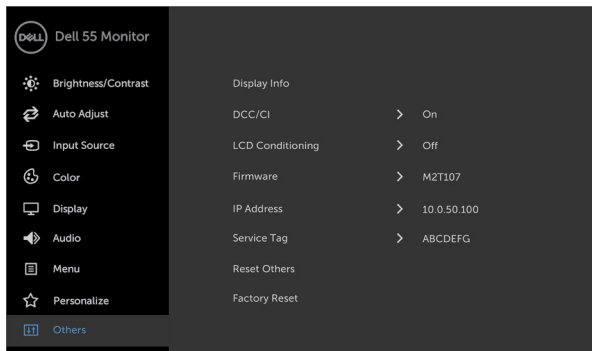 DELL Dell 55 Monitor
Brightness/Contrast Display Info
Auto Adjust DCC/CI On
Input Source LCD Conditioning Off
Color Firmware M2T107
Display IP Address 10.0.50.100
Audio Service Tag ABCDEFG
Menu Reset Others
Personalize Factory Reset
Others